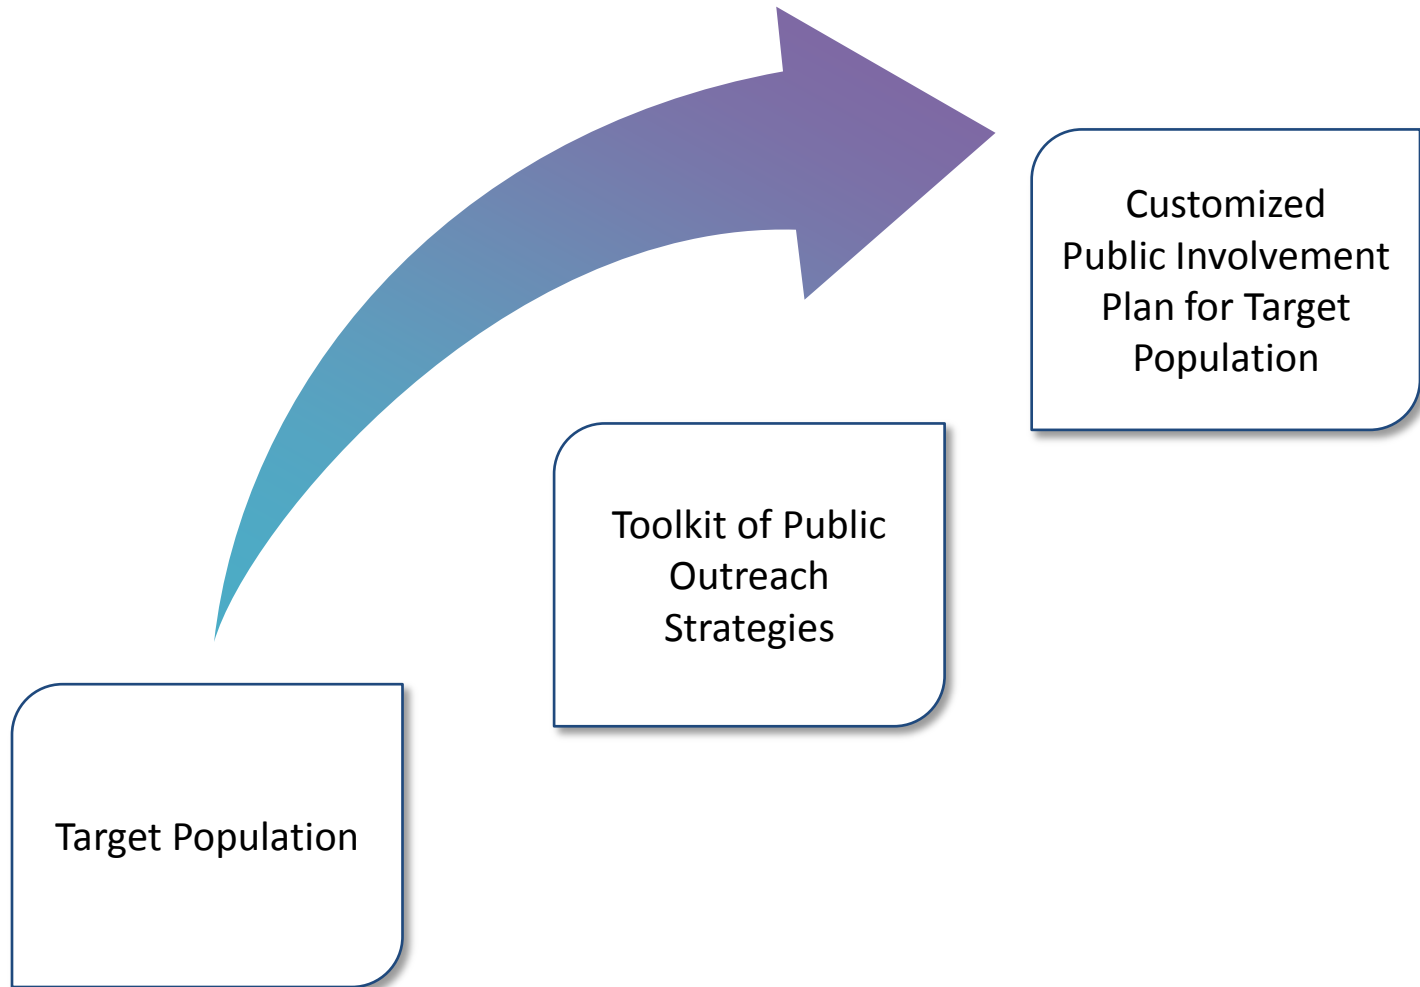 Customized
Public Involvement
Plan for Target
Population
Toolkit of Public
Outreach
Strategies
Target Population